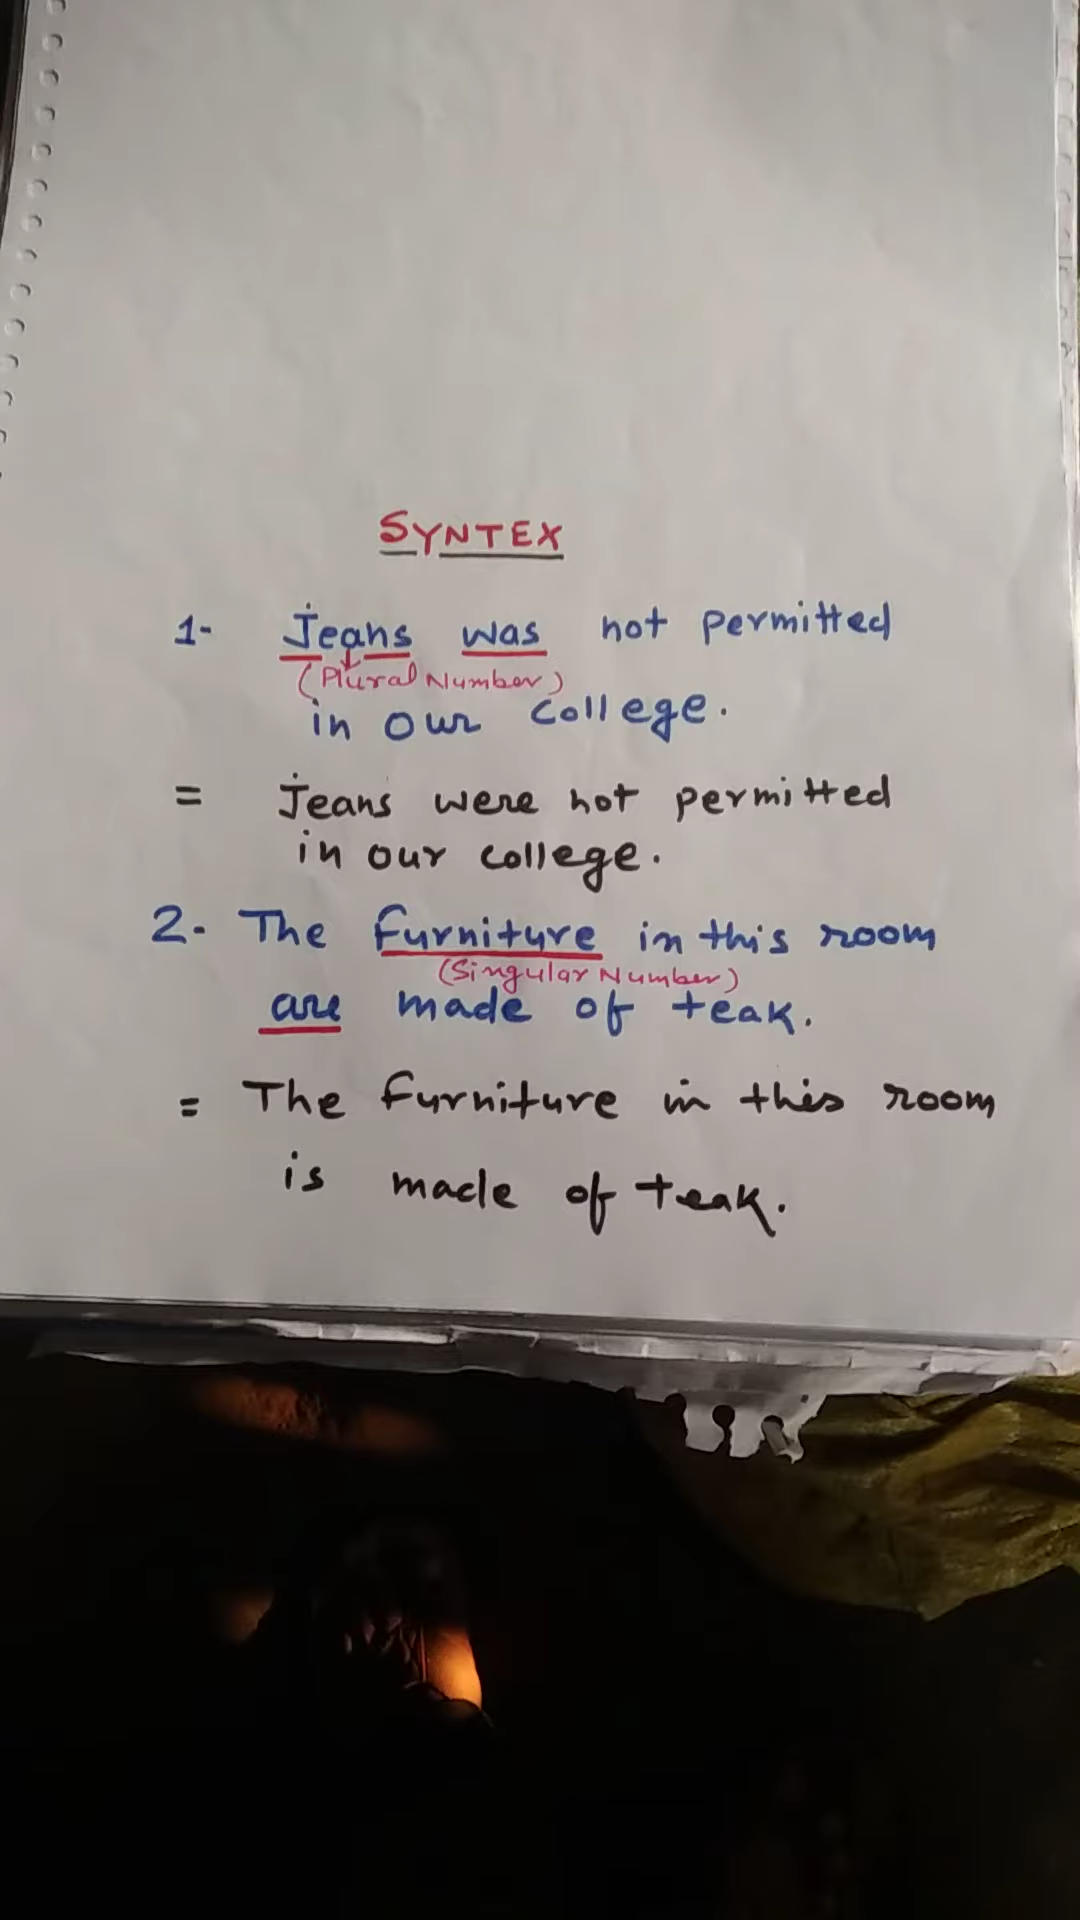 SYNTEX
1- Jeans was not permitted
(Plural Number)
in our college.
= Jeans were not permitted
in our college.
2- The furniture in this room
(Singular Number)
are made of teak.
= The furniture in this room
is made of teak.